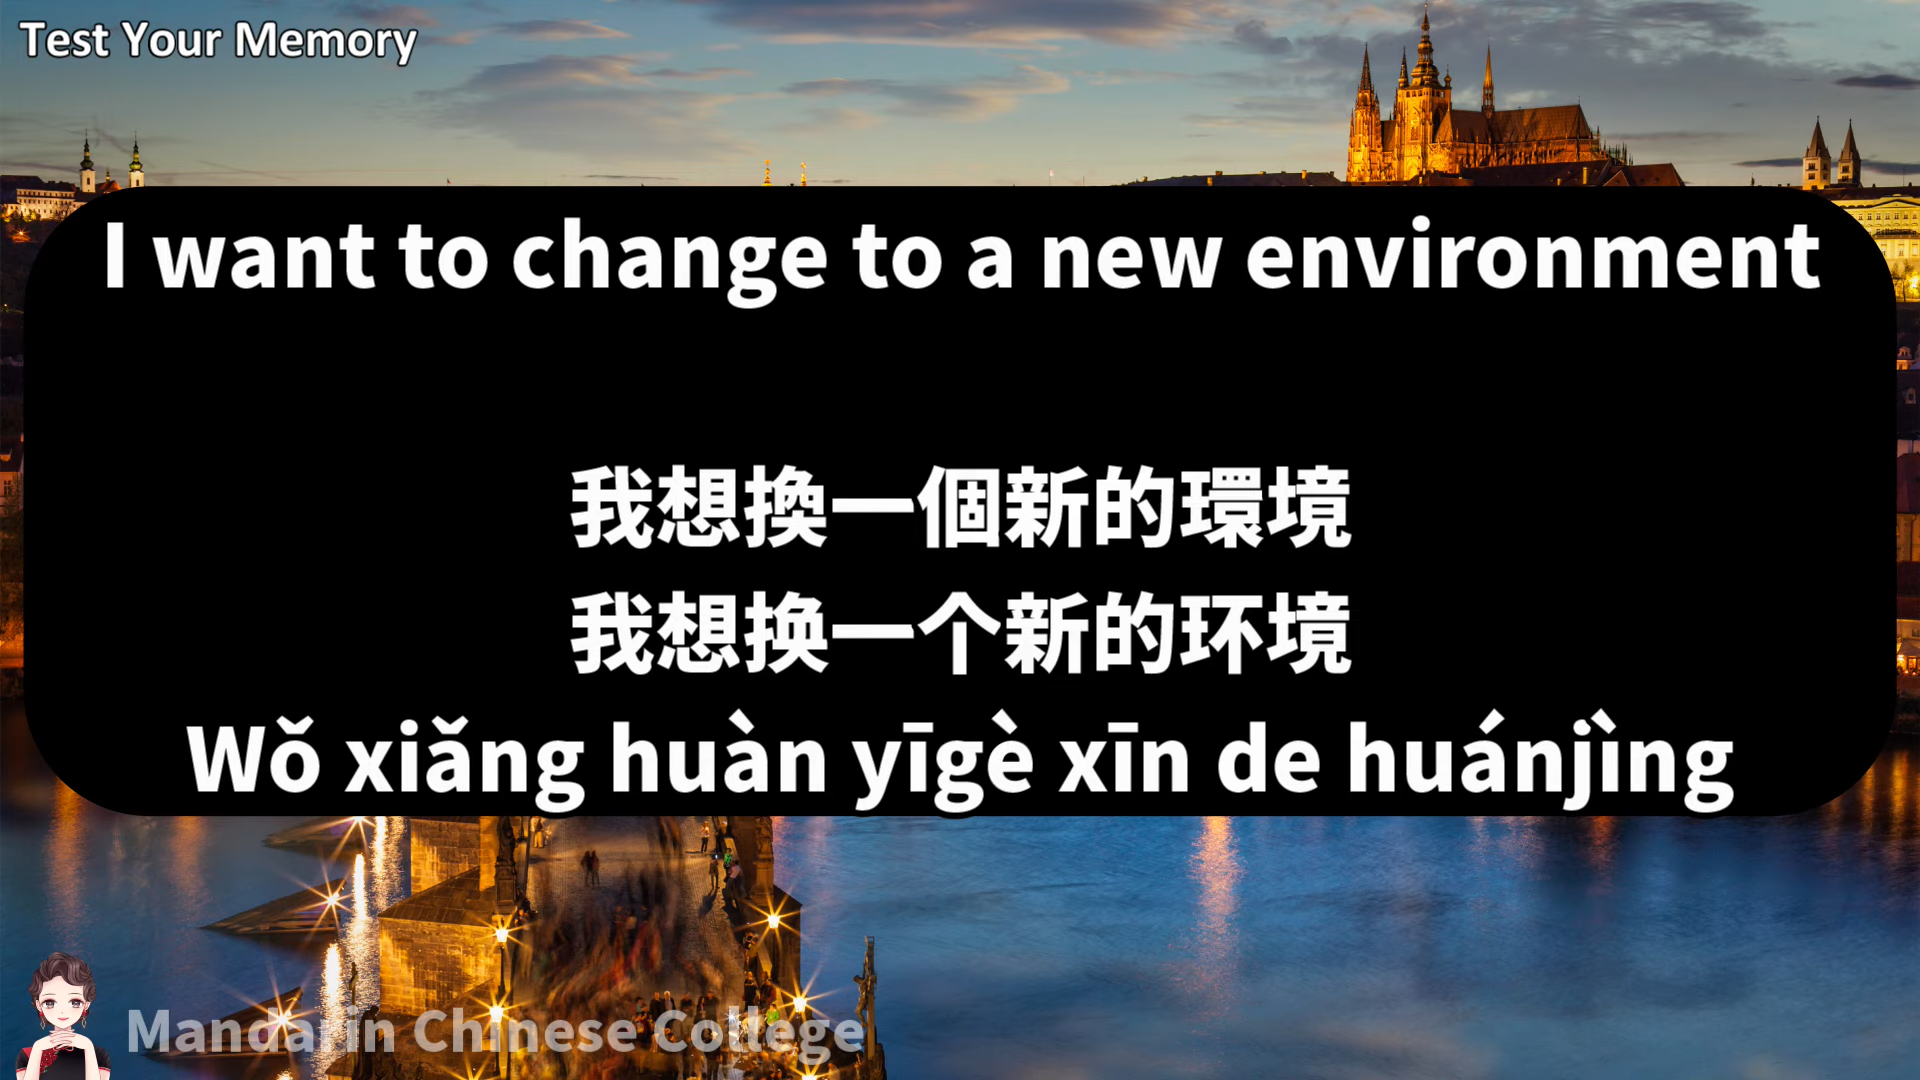 Test Your Memory
I want to change to a new environment
我想換一個新的環境
我想换一个新的环境
Wǒ xiǎng huàn yīgè xīn de huánjìng
Mandarin Chinese College